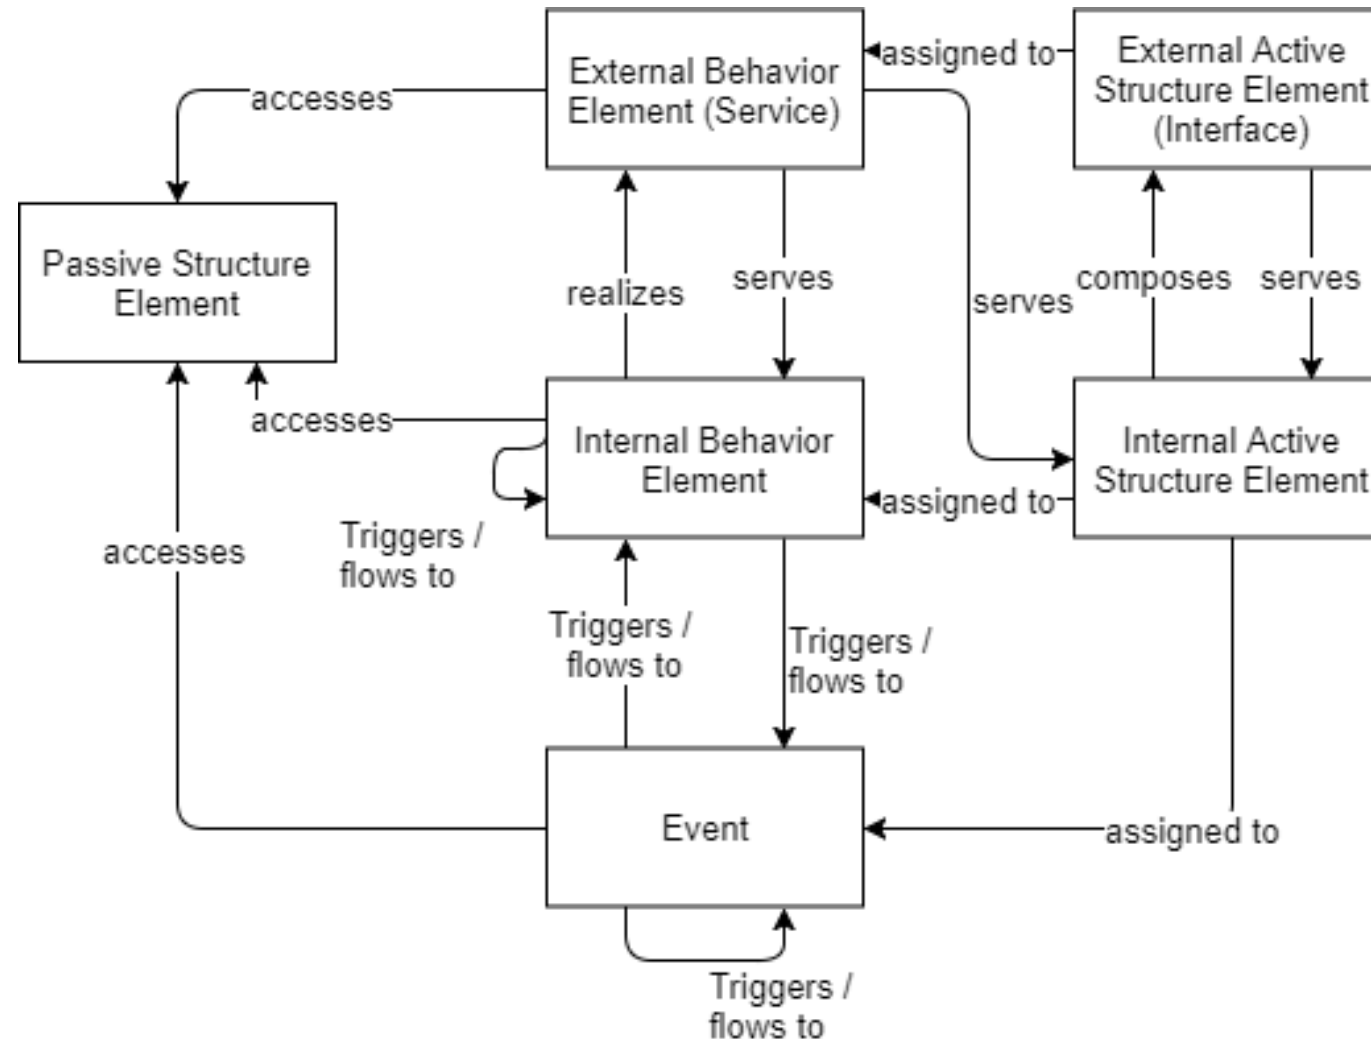 External Behavior
Element (Service)
assigned to
External Active
Structure Element
(Interface)
accesses
Passive Structure
Element
realizes
serves
serves
composes
serves
accesses
Internal Behavior
Element
assigned to
Internal Active
Structure Element
Triggers /
flows to
accesses
Triggers /
flows to
Triggers /
flows to
Event
assigned to
Triggers /
flows to